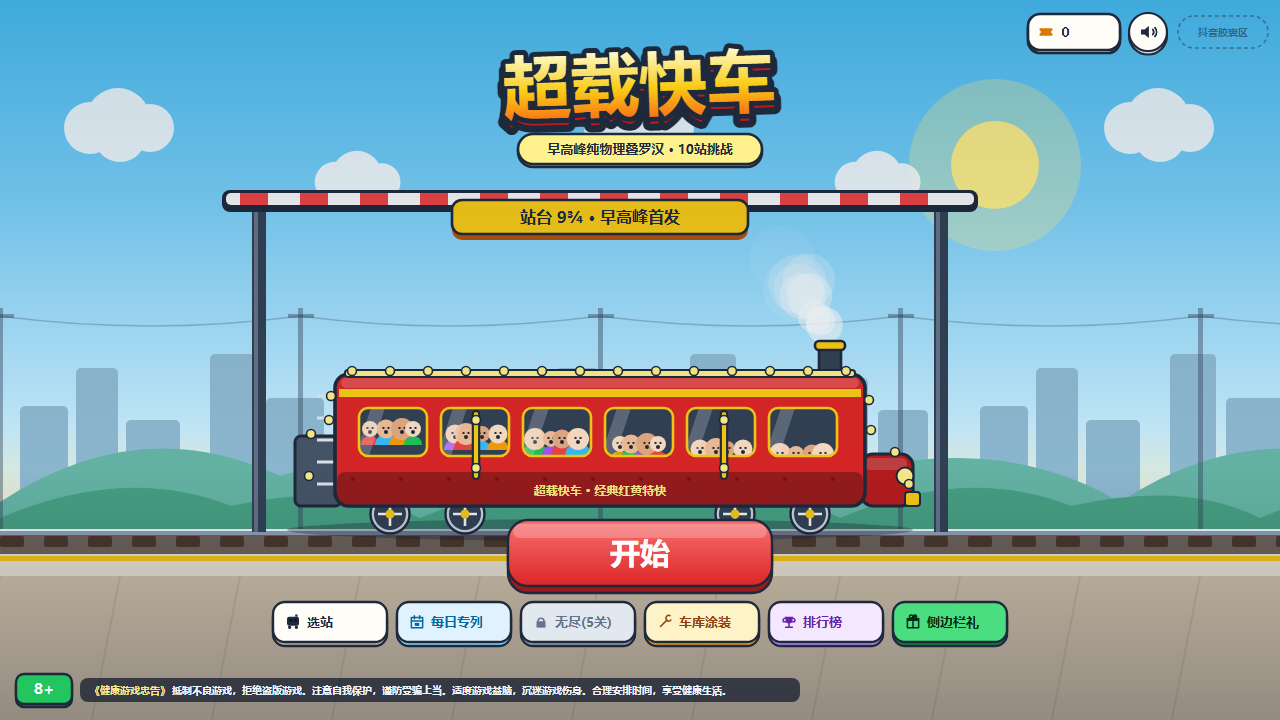 0
抖音胶囊区
超载快车
早高峰纯物理叠罗汉 • 10站挑战
站台 9¾ • 早高峰首发
超载快车 • 经典红黄特快
开始
选站
每日专列
无尽(5关)
车库涂装
排行榜
侧边栏礼
8+
《健康游戏忠告》 抵制不良游戏，拒绝盗版游戏。注意自我保护，谨防受骗上当。适度游戏益脑，沉迷游戏伤身。合理安排时间，享受健康生活。